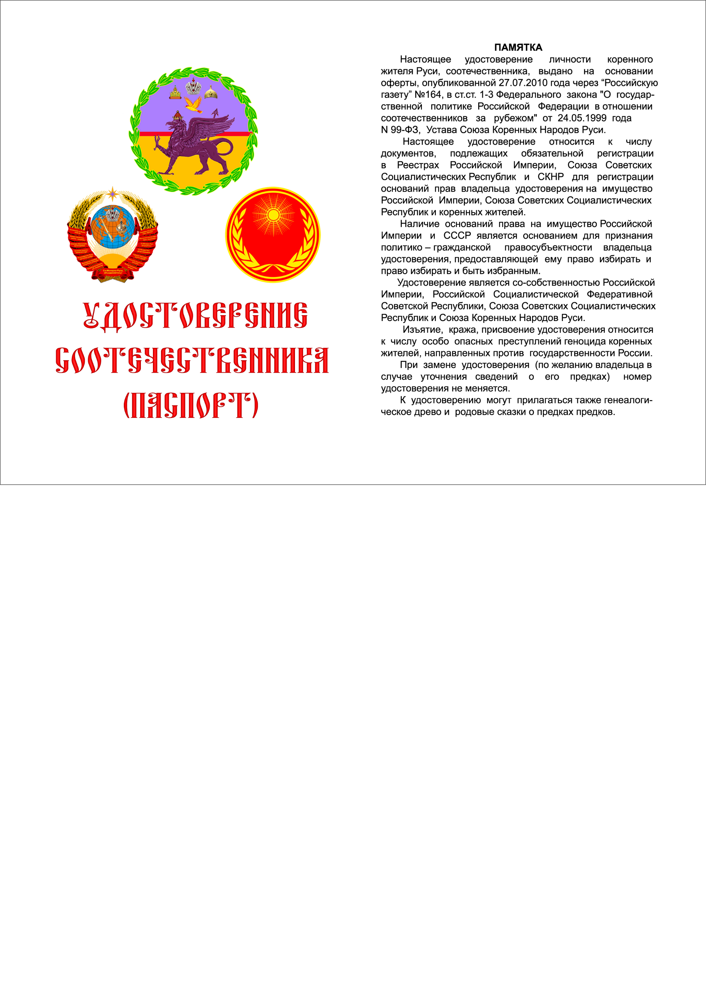 УДОСТОВЕРЕНИЕ
СООТЕЧЕСТВЕННИКА
(ПАСПОРТ)
Со-Монархи Руси,
объединяйтесь!
ПАМЯТКА
Настоящее удостоверение личности коренного
жителя Руси, соотечественника, выдано на основании
оферты, опубликованной 27.07.2010 года через “Российскую
газету” №164, в ст.ст. 1-3 Федерального закона "О государ-
ственной политике Российской Федерации в отношении
соотечественников за рубежом" от 24.05.1999 года
N 99-ФЗ, Устава Союза Коренных Народов Руси.
Настоящее удостоверение относится к числу
документов, подлежащих обязательной регистрации
в Реестрах Российской Империи, Союза Советских
Социалистических Республик и СКНР для регистрации
оснований прав владельца удостоверения на имущество
Российской Империи, Союза Советских Социалистических
Республик и коренных жителей.
Наличие оснований права на имущество Российской
Империи и СССР является основанием для признания
политико – гражданской правосубъектности владельца
удостоверения, предоставляющей ему право избирать и
право избирать и быть избранным.
Удостоверение является со-собственностью Российской
Империи, Российской Социалистической Федеративной
Советской Республики, Союза Советских Социалистических
Республик и Союза Коренных Народов Руси.
Изъятие, кража, присвоение удостоверения относится
к числу особо опасных преступлений геноцида коренных
жителей, направленных против государственности России.
При замене удостоверения (по желанию владельца в
случае уточнения сведений о его предках) номер
удостоверения не меняется.
К удостоверению могут прилагаться также генеалоги-
ческое древо и родовые сказки о предках предков.